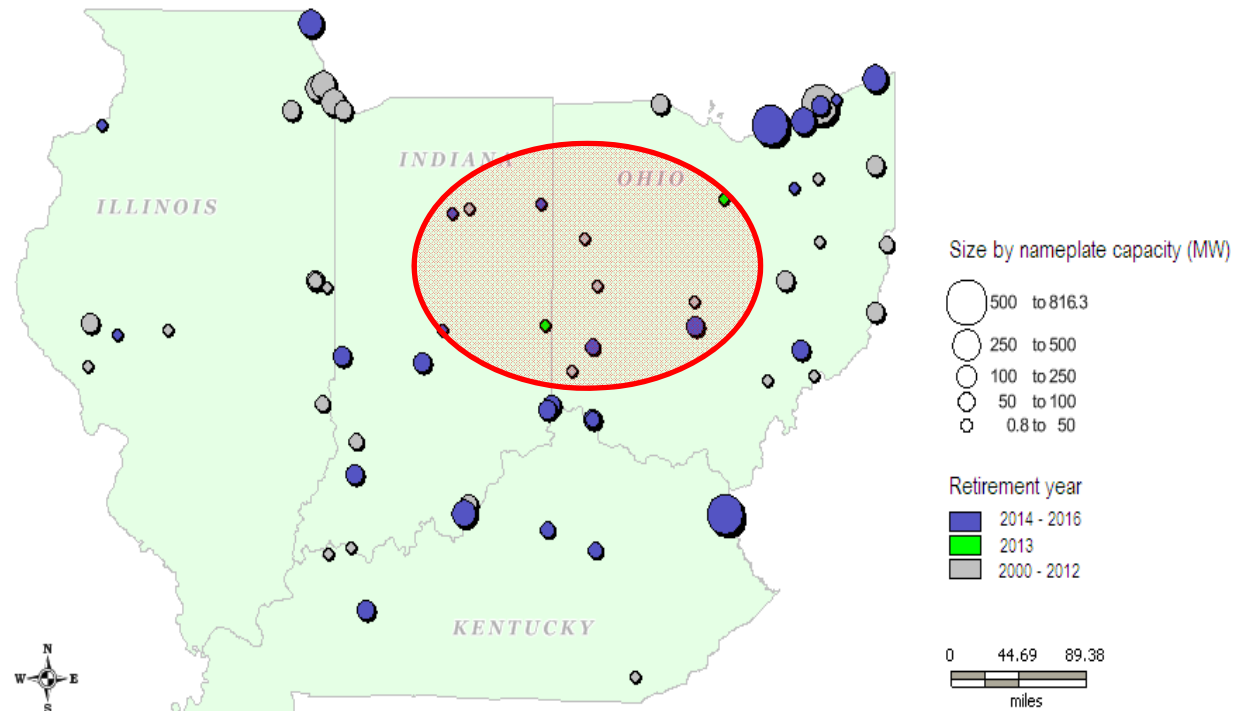 INDIANA
OHIO
ILLINOIS
KENTUCKY
N
W E
S
Size by nameplate capacity (MW)
500 to 816.3
250 to 500
100 to 250
50 to 100
0.8 to 50
Retirement year
2014 - 2016
2013
2000 - 2012
0 44.69 89.38
miles